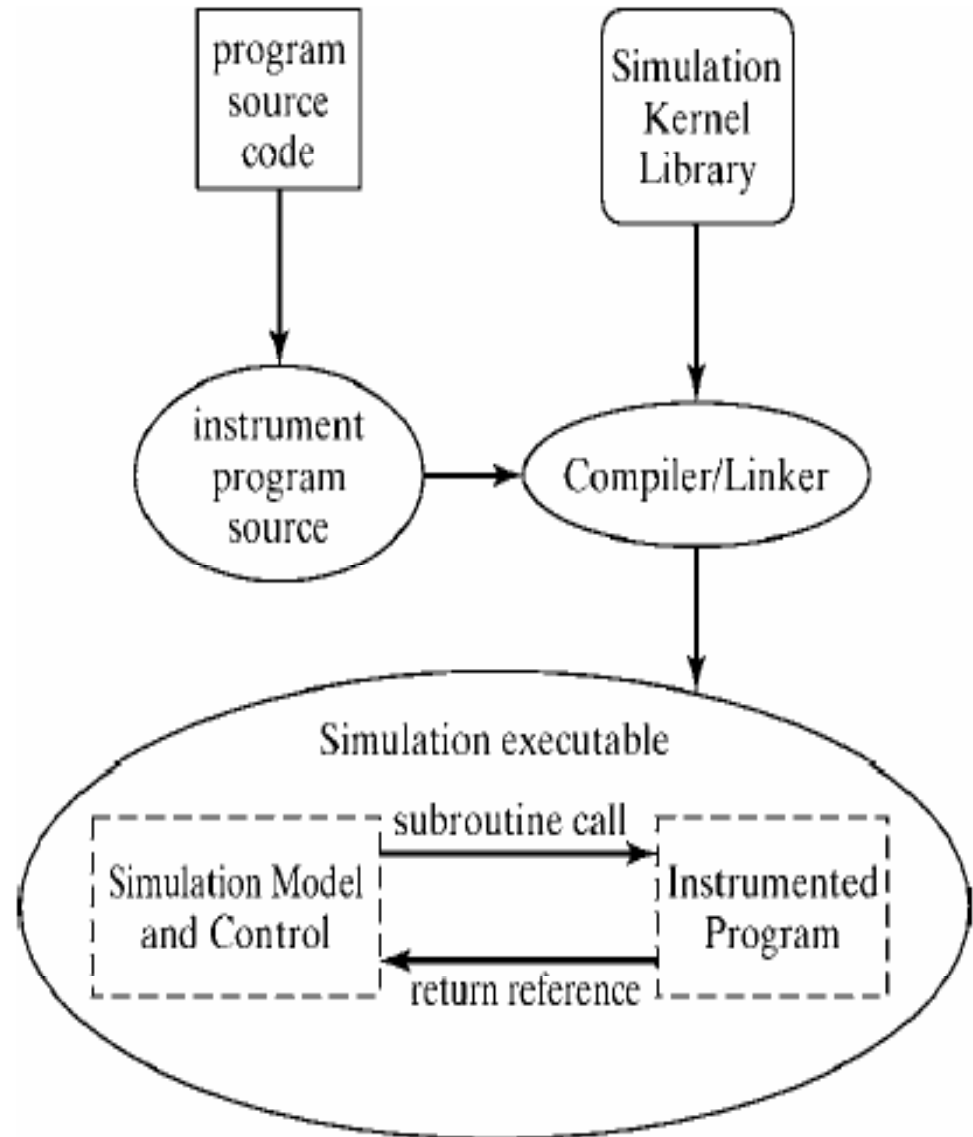 program
source
code
Simulation
Kernel
Library
instrument
program
source
Compiler/Linker
Simulation executable
subroutine call
Simulation Model
and Control
Instrumented
Program
return reference